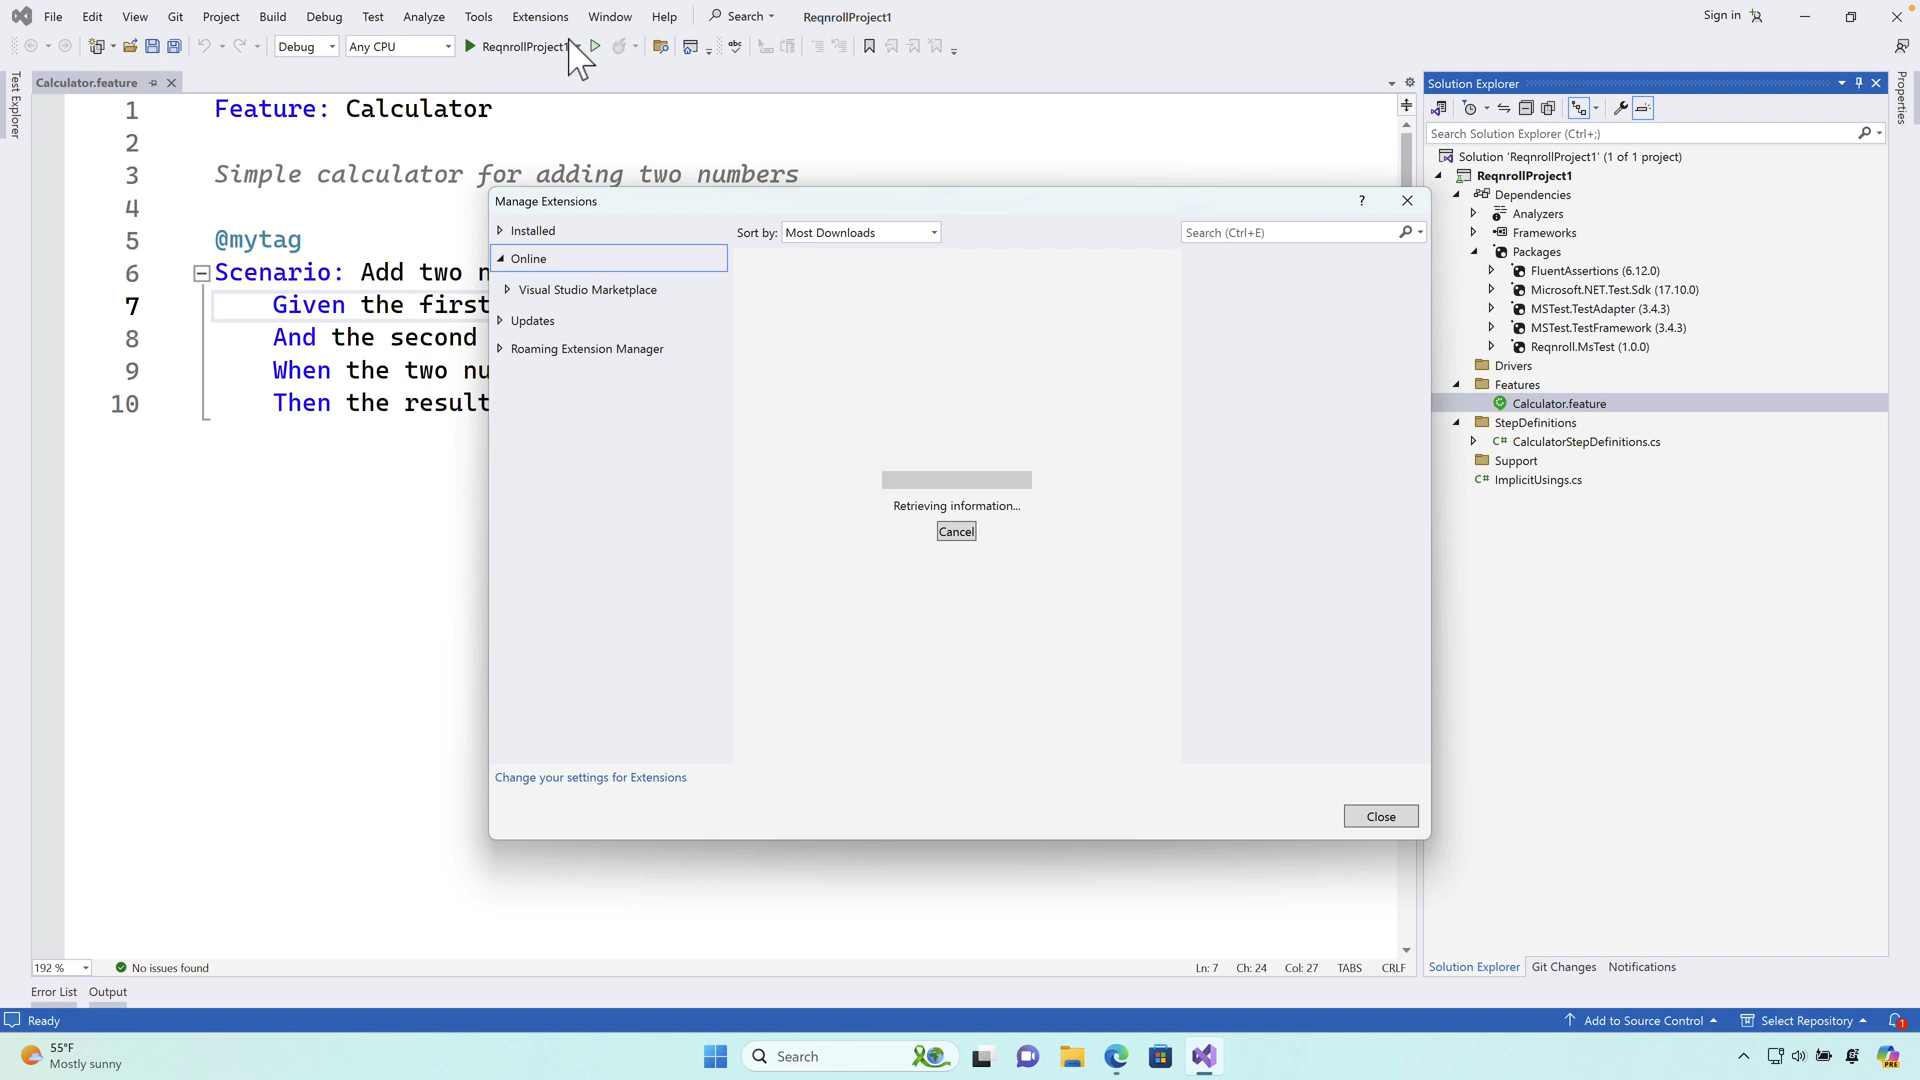 File Edit View Git Project Build Debug Test Analyze Tools Extensions Window Help Search ReqnrollProject1 Sign in
Debug Any CPU ReqnrollProject1
Test Explorer
Calculator.feature
1 Feature: Calculator
2
3 Simple calculator for adding two numbers
4
5 @mytag
6 Scenario: Add two n
7 Given the first
8 And the second
9 When the two nu
10 Then the result
Manage Extensions
?
Installed
Online
Visual Studio Marketplace
Updates
Roaming Extension Manager
Sort by: Most Downloads
Search (Ctrl+E)
Retrieving information...
Cancel
Change your settings for Extensions
Close
Solution Explorer
Search Solution Explorer (Ctrl+;)
Solution 'ReqnrollProject1' (1 of 1 project)
ReqnrollProject1
Dependencies
Analyzers
Frameworks
Packages
FluentAssertions (6.12.0)
Microsoft.NET.Test.Sdk (17.10.0)
MSTest.TestAdapter (3.4.3)
MSTest.TestFramework (3.4.3)
Reqnroll.MsTest (1.0.0)
Drivers
Features
Calculator.feature
StepDefinitions
C# CalculatorStepDefinitions.cs
Support
C# ImplicitUsings.cs
Properties
192 % No issues found Ln: 7 Ch: 24 Col: 27 TABS CRLF
Solution Explorer Git Changes Notifications
Error List Output
Ready Add to Source Control Select Repository 1
55°F
Mostly sunny
Search
PRE